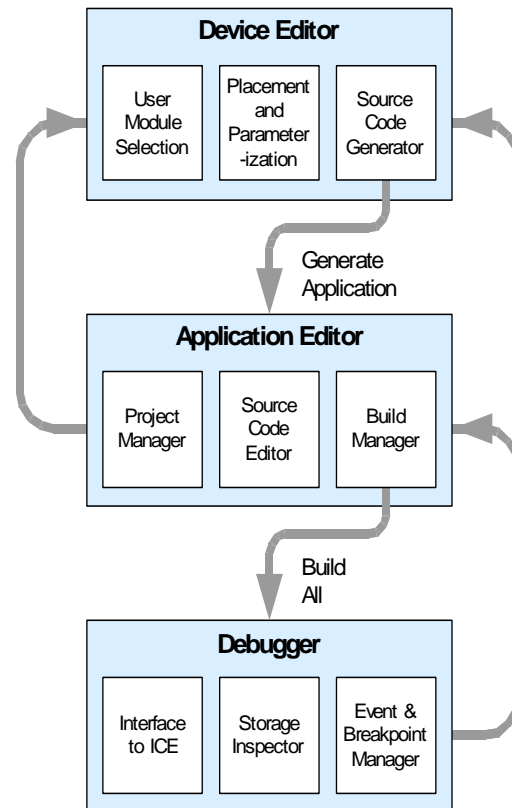 Device Editor
User
Module
Selection
Placement
and
Parameter
-ization
Source
Code
Generator
Generate
Application
Application Editor
Project
Manager
Source
Code
Editor
Build
Manager
Build
All
Debugger
Interface
to ICE
Storage
Inspector
Event &
Breakpoint
Manager